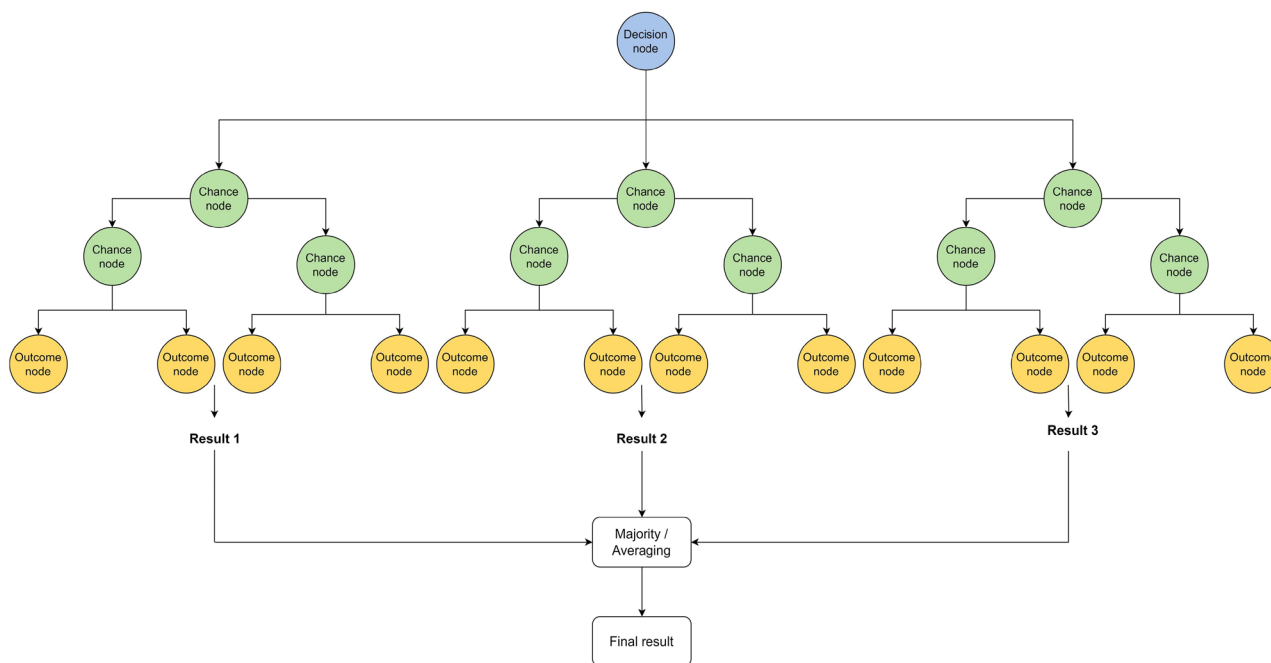 Decision
node
Chance
node
Chance
node
Chance
node
Chance
node
Chance
node
Chance
node
Chance
node
Chance
node
Chance
node
Outcome
node
Outcome
node
Outcome
node
Outcome
node
Outcome
node
Outcome
node
Outcome
node
Outcome
node
Outcome
node
Outcome
node
Outcome
node
Outcome
node
Result 1
Result 2
Result 3
Majority /
Averaging
Final result